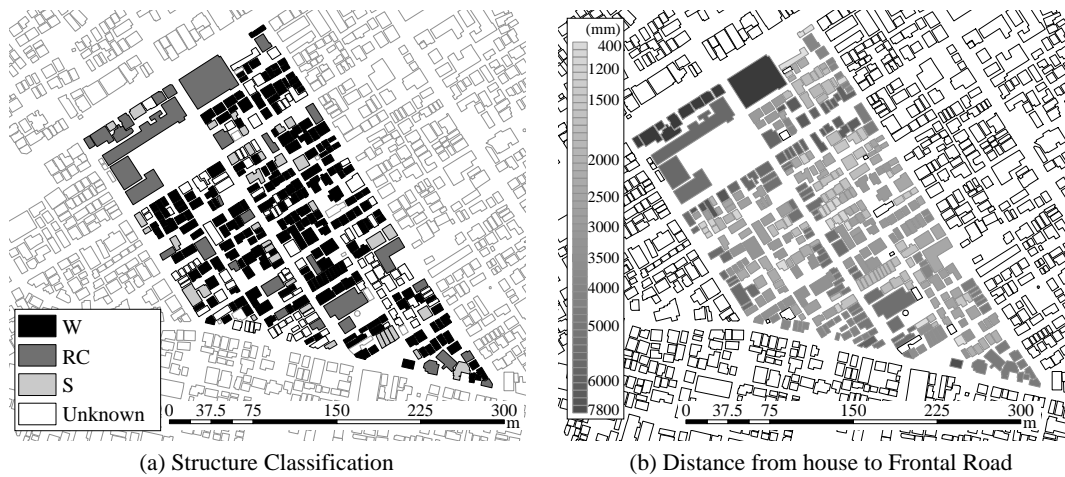 W
RC
S
Unknown
0 37.5 75 150 225 300
m
(a) Structure Classification
(mm)
400
1200
1500
2000
2500
3000
3500
4000
5000
6000
7800
0 37.5 75 150 225 300
m
(b) Distance from house to Frontal Road